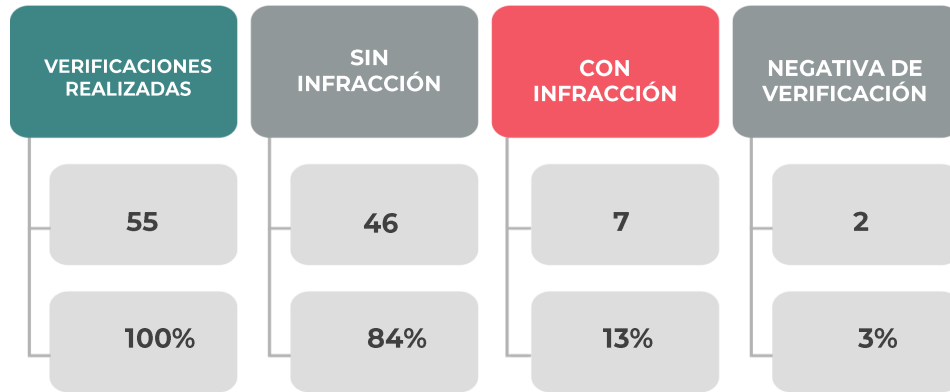 VERIFICACIONES
REALIZADAS
55
100%
SIN
INFRACCIÓN
46
84%
CON
INFRACCIÓN
7
13%
NEGATIVA DE
VERIFICACIÓN
2
3%